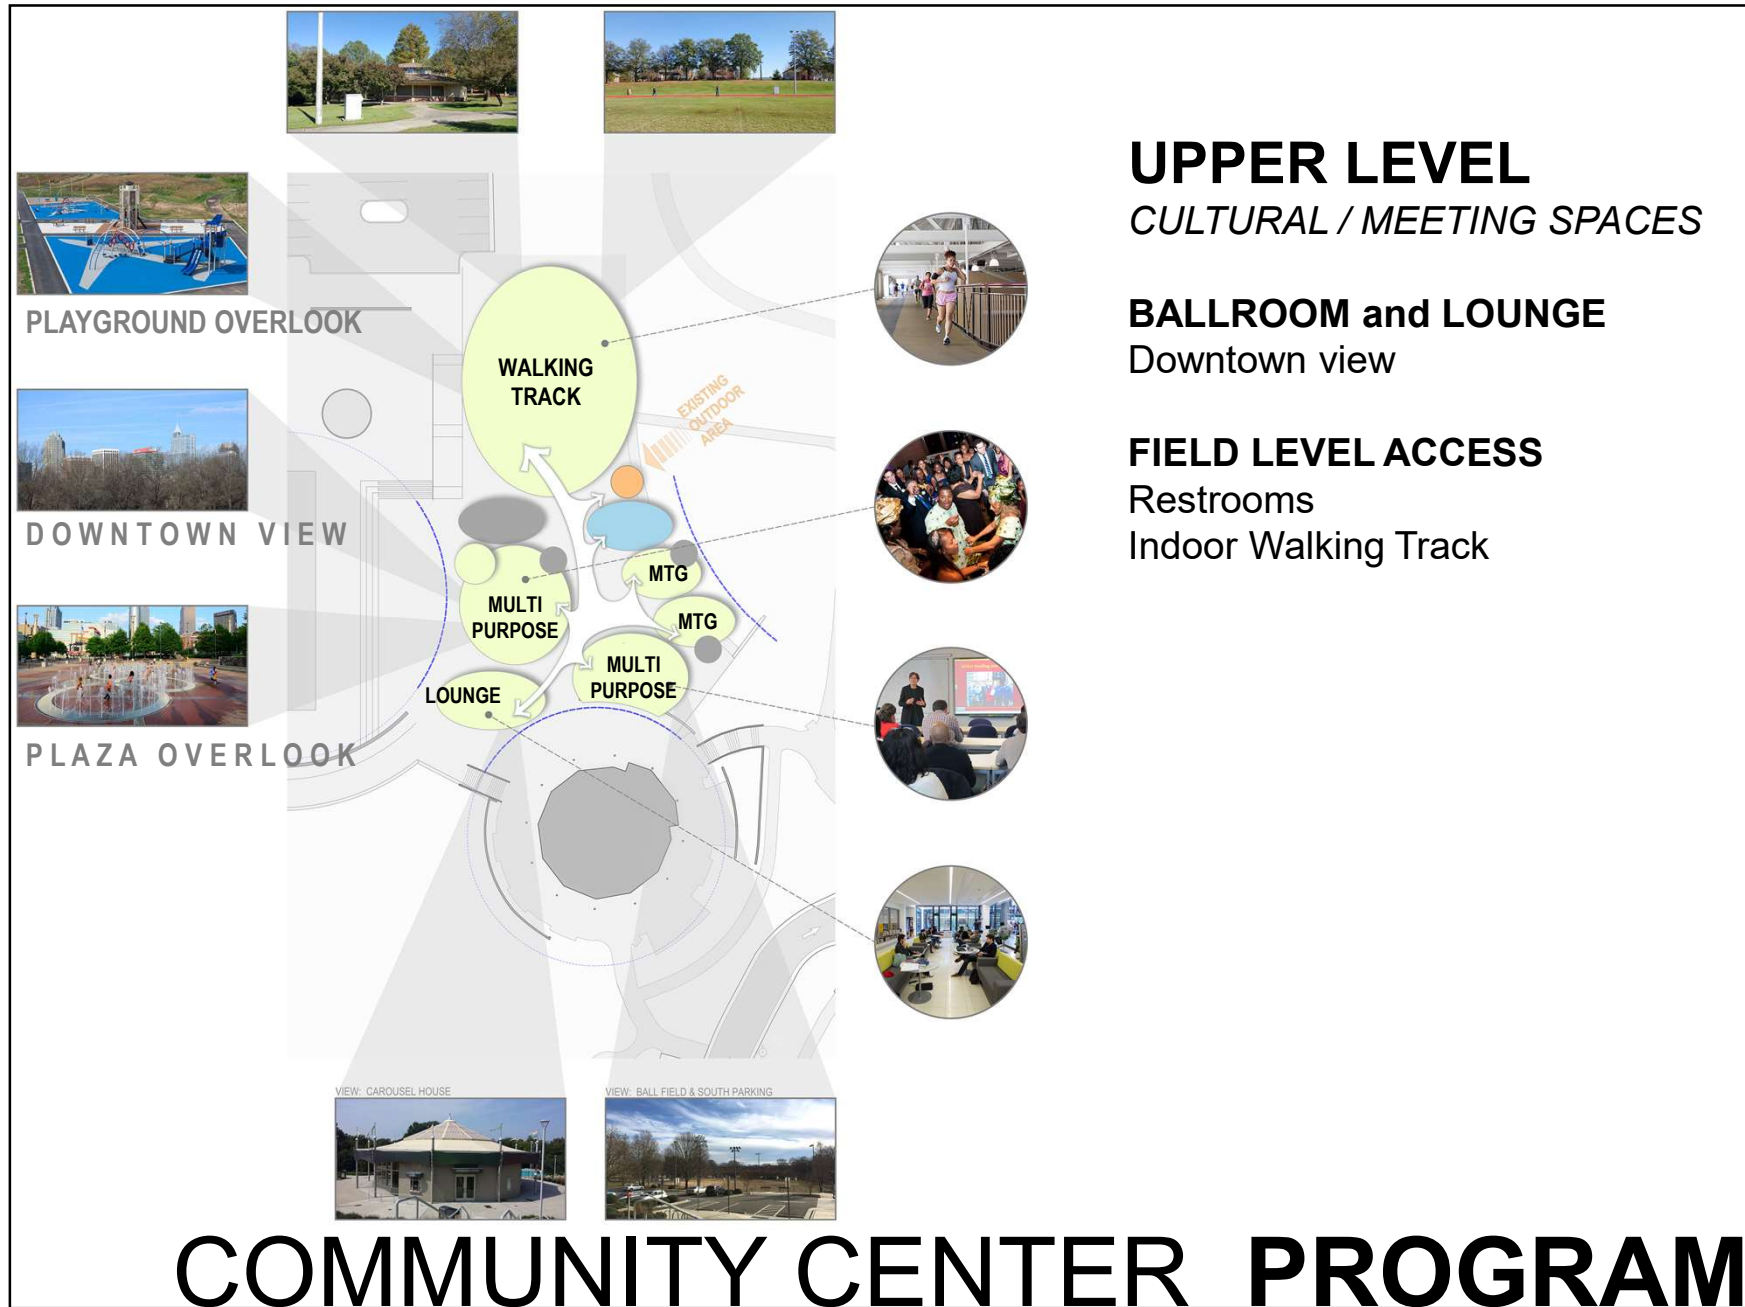 PLAYGROUND OVERLOOK
DOWNTOWN VIEW
PLAZA OVERLOOK
WALKING
TRACK
EXISTING
OUTDOOR
AREA
MTG
MULTI
PURPOSE
MTG
MULTI
PURPOSE
LOUNGE
VIEW: CAROUSEL HOUSE
VIEW: BALL FIELD & SOUTH PARKING
UPPER LEVEL
CULTURAL / MEETING SPACES
BALLROOM and LOUNGE
Downtown view
FIELD LEVEL ACCESS
Restrooms
Indoor Walking Track
COMMUNITY CENTER PROGRAM